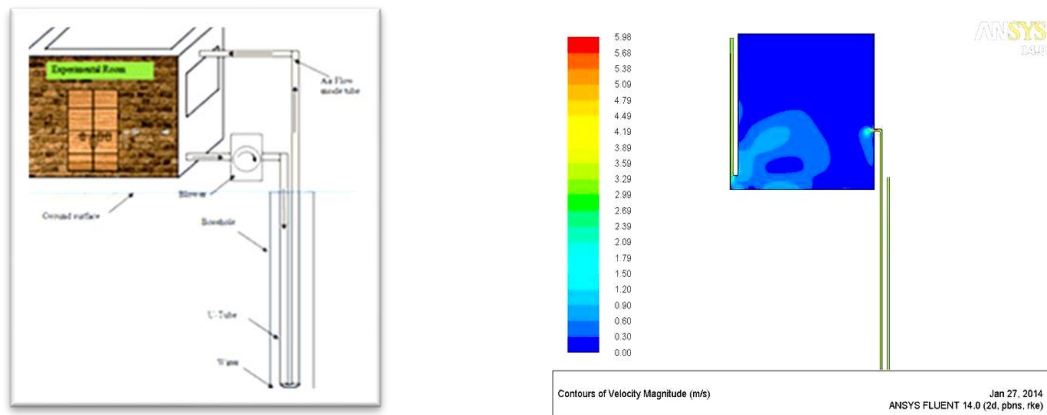 Experimental Room
Air Flow
inside tube
Blower
Ground surface
Borehole
U-Tube
Water
ANSYS
14.0
5.98
5.68
5.38
5.09
4.79
4.49
4.19
3.89
3.59
3.29
2.99
2.69
2.39
2.09
1.79
1.50
1.20
0.90
0.60
0.30
0.00
Contours of Velocity Magnitude (m/s)
Jan 27, 2014
ANSYS FLUENT 14.0 (2d, pbns, rke)